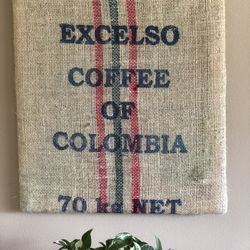 EXCELSO
COFFEE
OF
COLOMBIA
70 kg NET